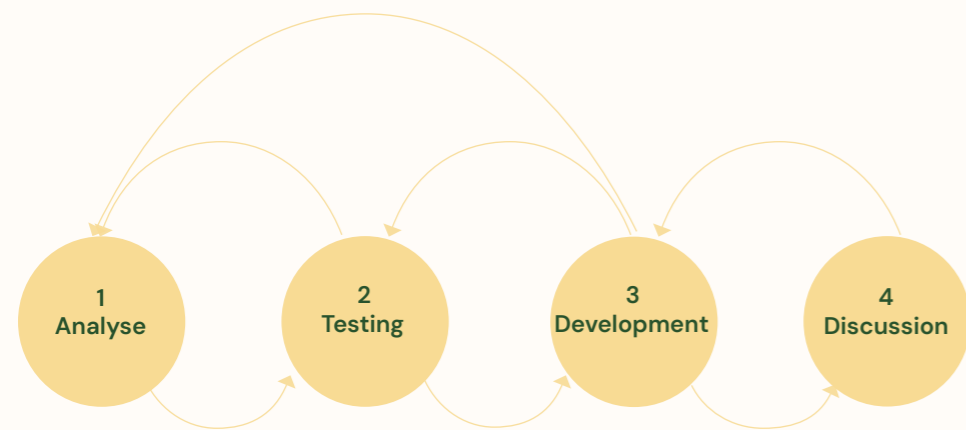 1
Analyse
2
Testing
3
Development
4
Discussion